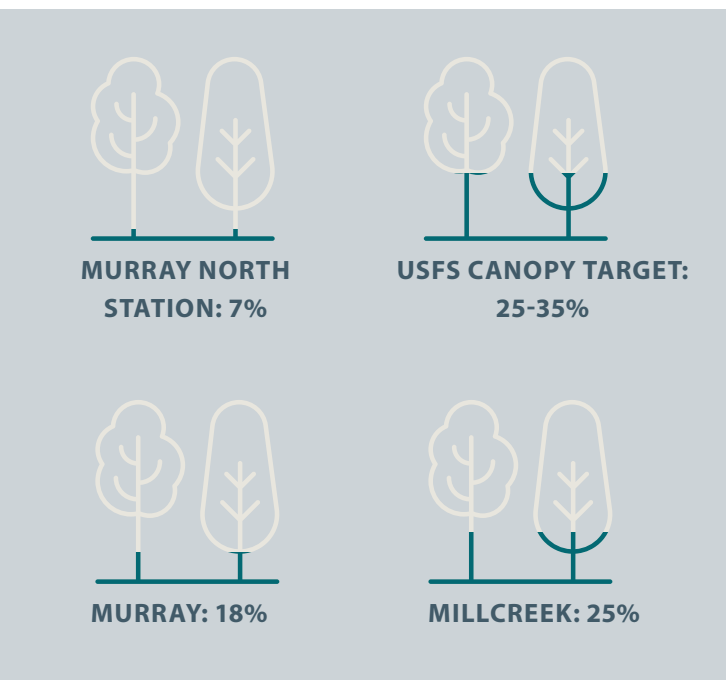 MURRAY NORTH
STATION: 7%
USFS CANOPY TARGET:
25-35%
MURRAY: 18%
MILLCREEK: 25%